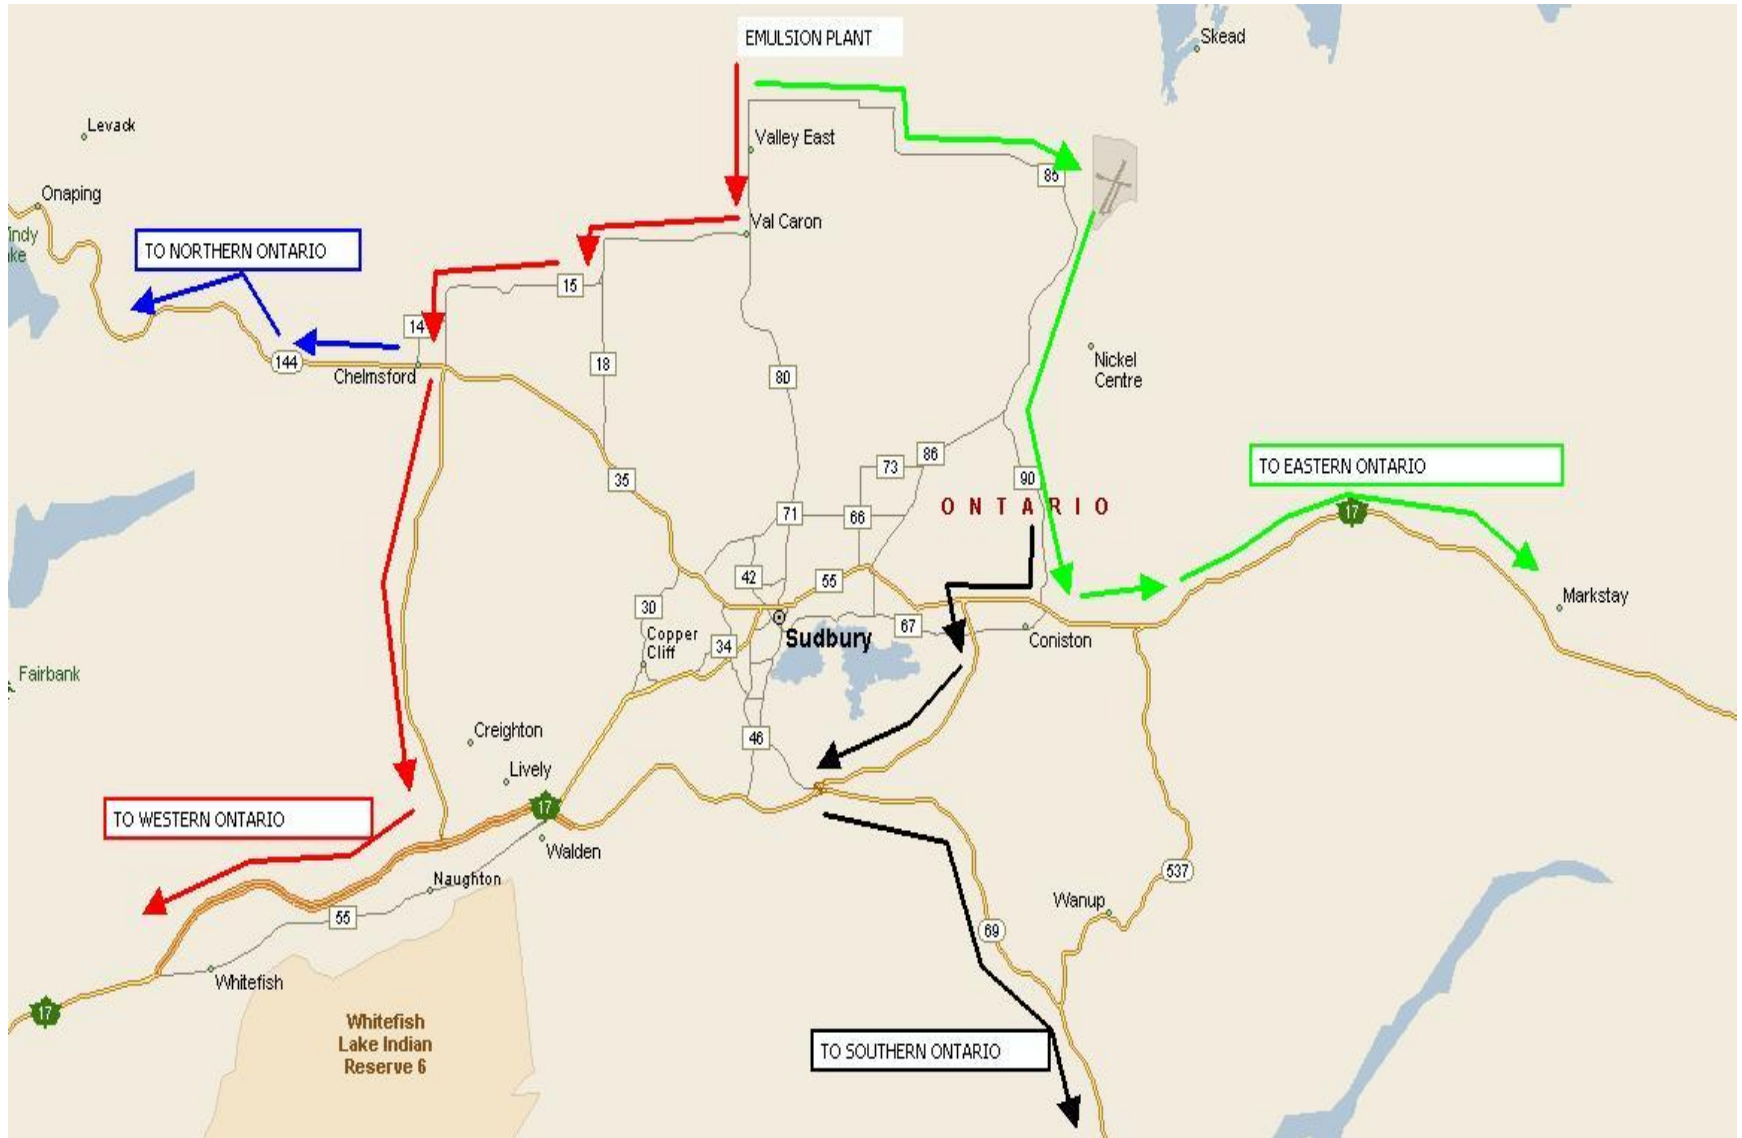 EMULSION PLANT
Skead
Levack
Valley East
85
Onaping
Val Caron
TO NORTHERN ONTARIO
15
14
144
Chelmsford
18
80
Nickel
Centre
86
73
TO EASTERN ONTARIO
35
90
ONTARIO
71
66
17
42
55
30
Markstay
Copper
Cliff
34
Sudbury
67
Coniston
Fairbank
Creighton
46
Lively
17
TO WESTERN ONTARIO
Walden
537
Naughton
Wanup
55
69
Whitefish
17
Whitefish
Lake Indian
Reserve 6
TO SOUTHERN ONTARIO